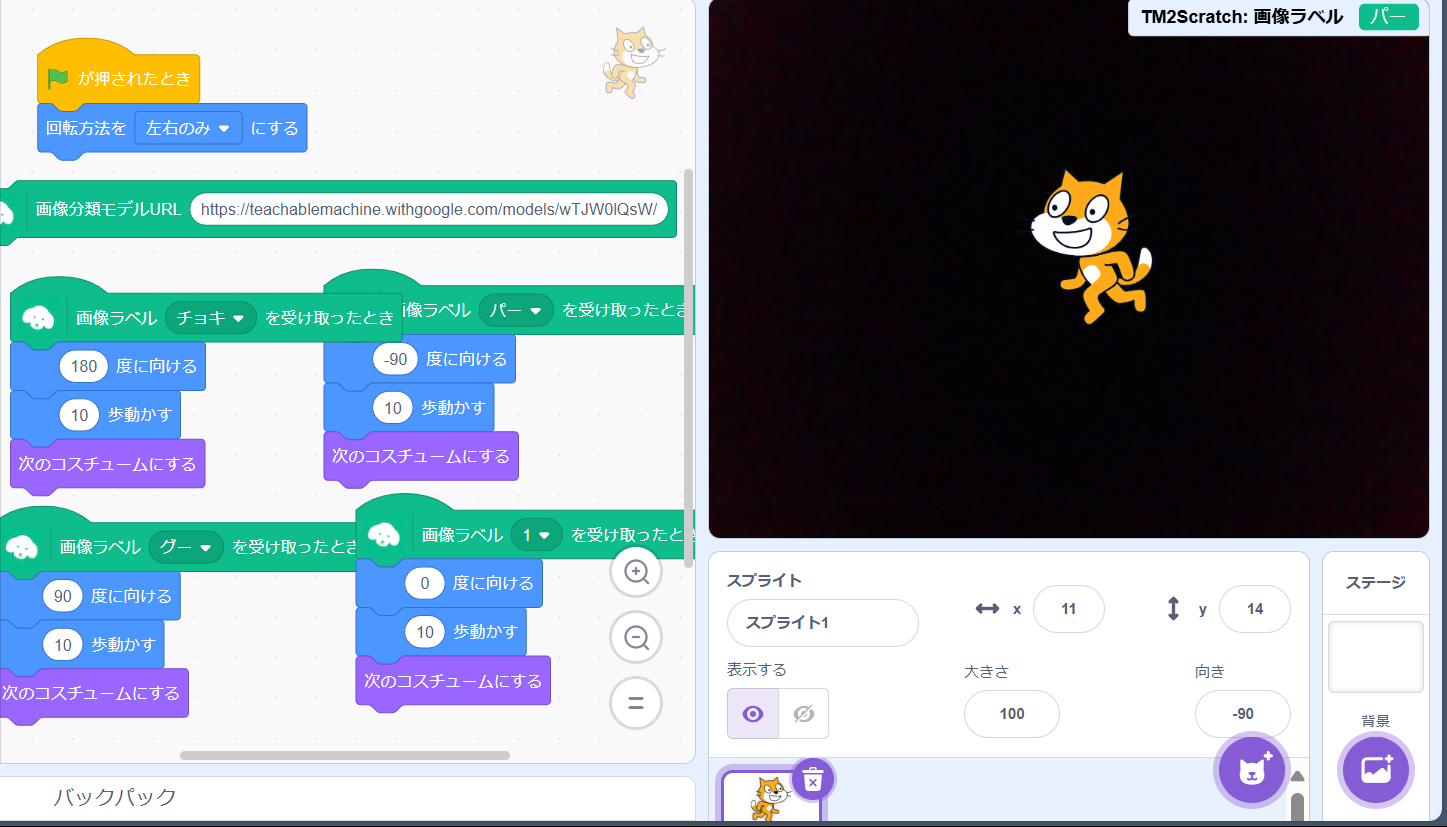 が押されたとき
回転方法を 左右のみ にする
画像分類モデルURL https://teachablemachine.withgoogle.com/models/wTJW0lQsW/
画像ラベル チョキ を受け取ったとき
180 度に向ける
10 歩動かす
次のコスチュームにする
像ラベル パー を受け取ったとき
-90 度に向ける
10 歩動かす
次のコスチュームにする
画像ラベル グー を受け取ったとき
90 度に向ける
10 歩動かす
次のコスチュームにする
画像ラベル 1 を受け取ったとき
0 度に向ける
10 歩動かす
次のコスチュームにする
バックパック
TM2Scratch: 画像ラベル パー
スプライト
スプライト1
x 11
y 14
表示する
大きさ
100
向き
-90
ステージ
背景